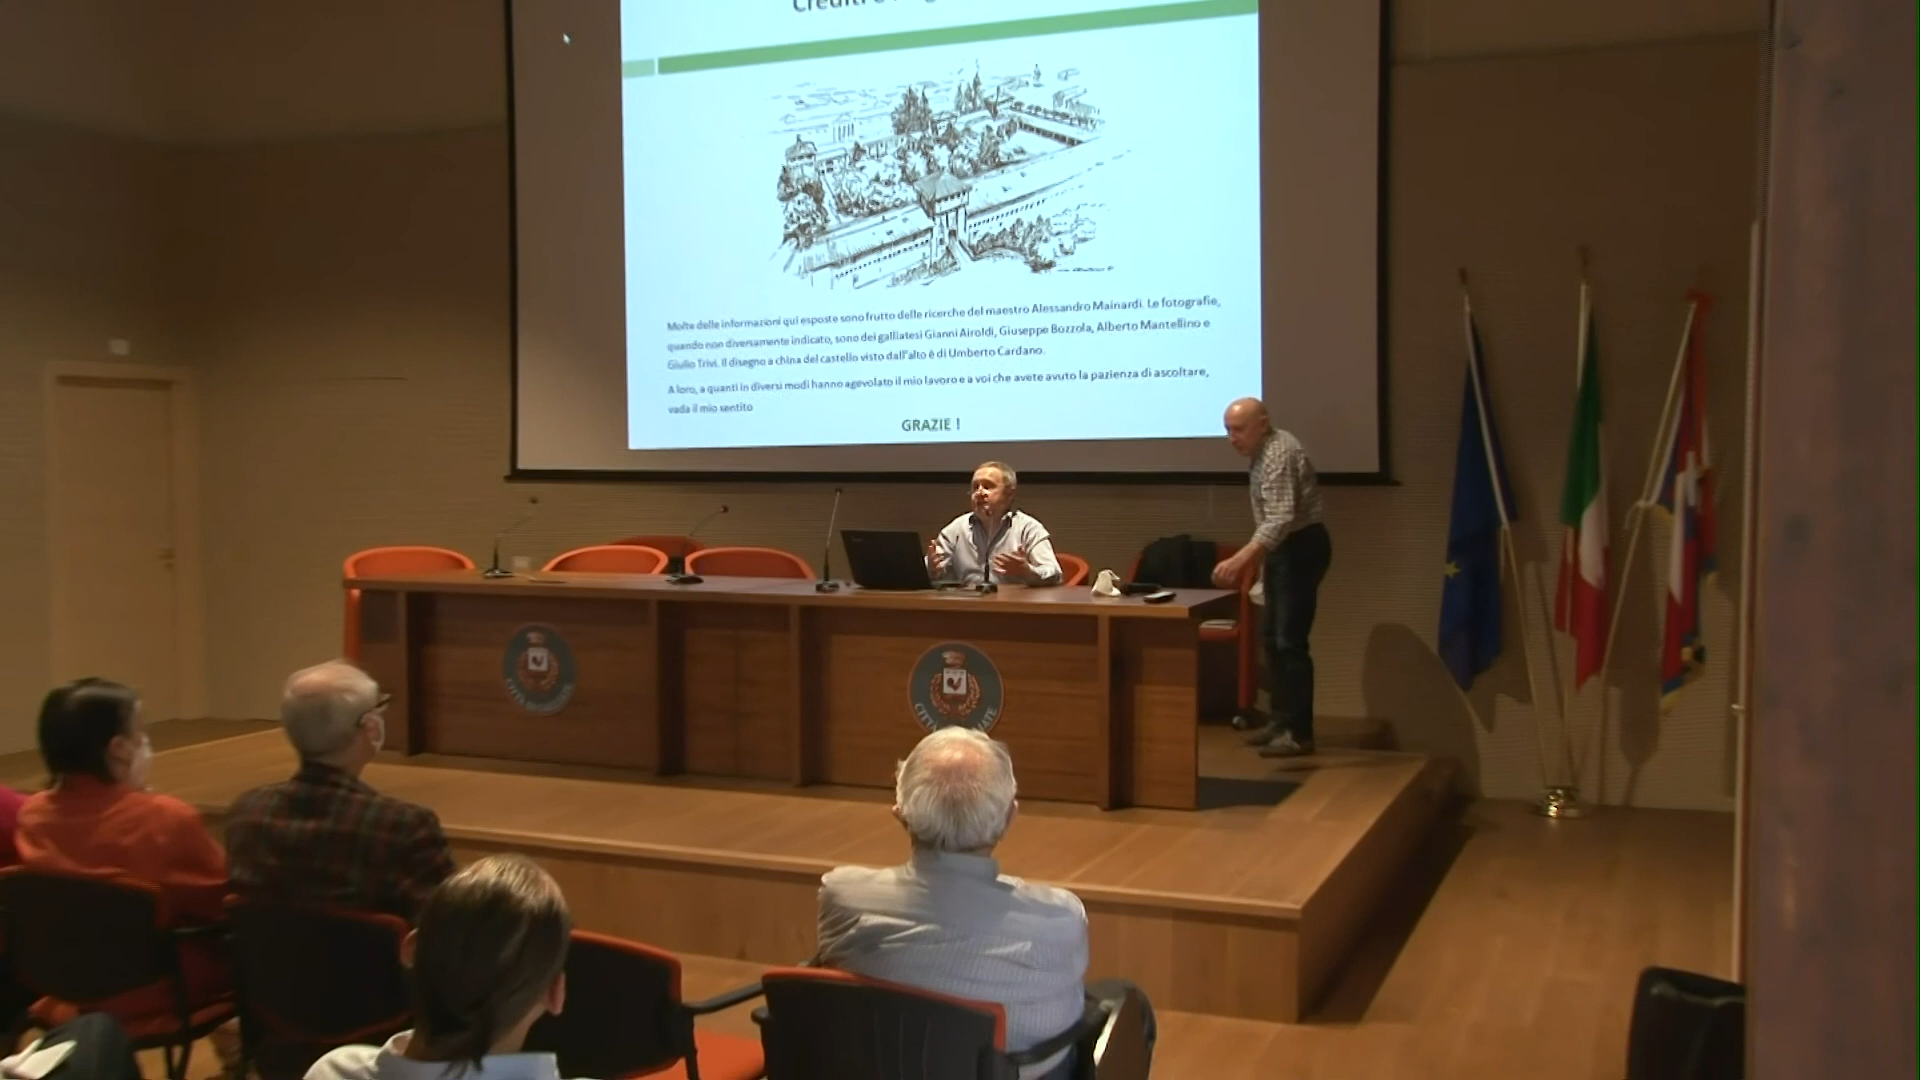 Molte delle informazioni qui esposte sono frutto delle ricerche del maestro Alessandro Mainardi. Le fotografie,
quando non diversamente indicato, sono dei galliatesi Gianni Airoldi, Giuseppe Bozzola, Alberto Mantellino e
Giulio Trivi. Il disegno a china del castello visto dall'alto è di Umberto Cardano.
A loro, a quanti in diversi modi hanno agevolato il mio lavoro e a voi che avete avuto la pazienza di ascoltare,
vada il mio sentito
GRAZIE !